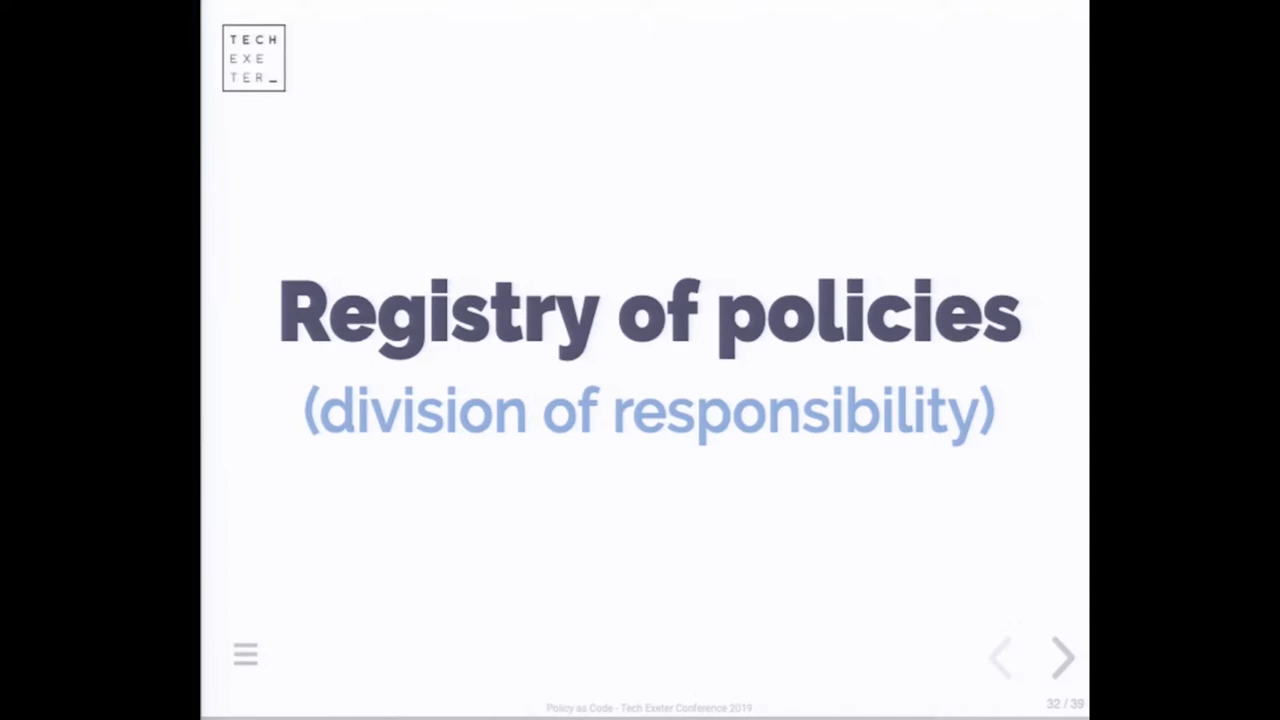 TECH
EXE
TER_
Registry of policies
(division of responsibility)
Policy as Code - Tech Exeter Conference 2019
32 / 39